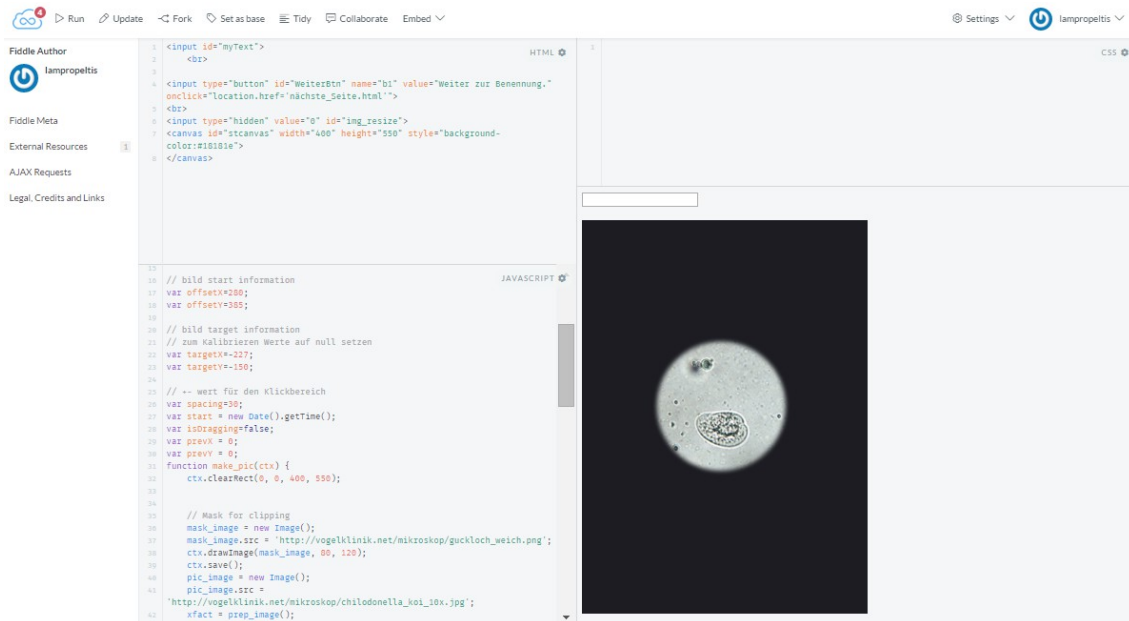 4
Run Update Fork Set as base Tidy Collaborate Embed Settings lampropeltis
Fiddle Author
lampropeltis
Fiddle Meta
External Resources 1
AJAX Requests
Legal, Credits and Links
HTML
1 <input id="myText">
2 <br>
3
4 <input type="button" id="WeiterBtn" name="b1" value="Weiter zur Benennung."
onclick="location.href='nächste_Seite.html'">
5 <br>
6 <input type="hidden" value="0" id="img_resize">
7 <canvas id="stcanvas" width="400" height="550" style="background-
color:#18181e">
8 </canvas>
JAVASCRIPT
15
16 // bild start information
17 var offsetX=280;
18 var offsetY=385;
19
20 // bild target information
21 // zum Kalibrieren Werte auf null setzen
22 var targetX=-227;
23 var targetY=-150;
24
25 // +- wert für den Klickbereich
26 var spacing=30;
27 var start = new Date().getTime();
28 var isDragging=false;
29 var prevX = 0;
30 var prevY = 0;
31 function make_pic(ctx) {
32 ctx.clearRect(0, 0, 400, 550);
33
34
35 // Mask for clipping
36 mask_image = new Image();
37 mask_image.src = 'http://vogelklinik.net/mikroskop/guckloch_weich.png';
38 ctx.drawImage(mask_image, 80, 120);
39 ctx.save();
40 pic_image = new Image();
41 pic_image.src =
'http://vogelklinik.net/mikroskop/chilodonella_koi_10x.jpg';
42 xfact = prep_image();
1
CSS